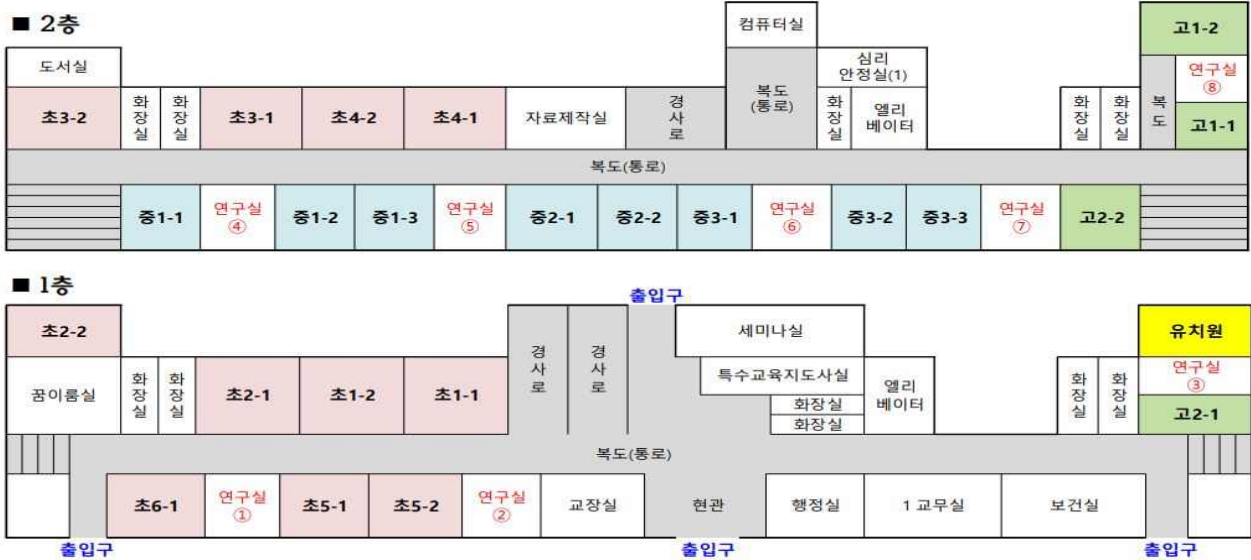 ■ 2층
컴퓨터실
고1-2
도서실
심리
안정실(1)
연구실
⑧
초3-2
화장실
화장실
초3-1
초4-2
초4-1
자료제작실
경사로
복도
(통로)
화장실
엘리
베이터
화장실
화장실
복도
고1-1
복도(통로)
중1-1
연구실
④
중1-2
중1-3
연구실
⑤
중2-1
중2-2
중3-1
연구실
⑥
중3-2
중3-3
연구실
⑦
고2-2
■ 1층
출입구
초2-2
경사로
경사로
세미나실
유치원
꿈이룸실
화장실
화장실
초2-1
초1-2
초1-1
특수교육지도사실
화장실
화장실
엘리
베이터
화장실
화장실
연구실
③
고2-1
복도(통로)
초6-1
연구실
①
초5-1
초5-2
연구실
②
교장실
현관
행정실
1 교무실
보건실
출입구
출입구
출입구